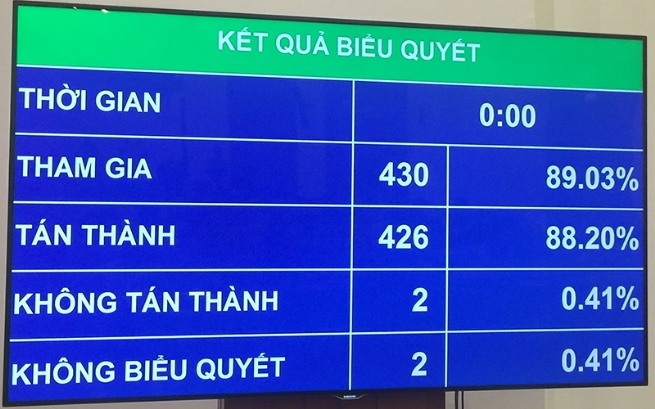 KẾT QUẢ BIỂU QUYẾT
THỜI GIAN 0:00
THAM GIA 430 89.03%
TÁN THÀNH 426 88.20%
KHÔNG TÁN THÀNH 2 0.41%
KHÔNG BIỂU QUYẾT 2 0.41%